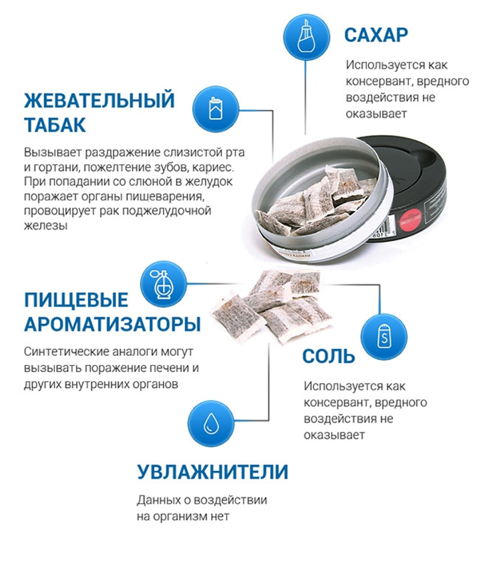 САХАР
Используется как
консервант, вредного
воздействия не
оказывает
ЖЕВАТЕЛЬНЫЙ
ТАБАК
Вызывает раздражение слизистой рта
и гортани, пожелтение зубов, кариес.
При попадании со слюной в желудок
поражает органы пишеварения,
провоцирует рак поджелудочной
железы
ПИЩЕВЫЕ
АРОМАТИЗАТОРЫ
Синтетические аналоги могут
вызывать поражение печени и
других внутренних органов
S
СОЛЬ
Используется как
консервант, вредного
воздействия не
оказывает
УВЛАЖНИТЕЛИ
Данных о воздействии
на организм нет